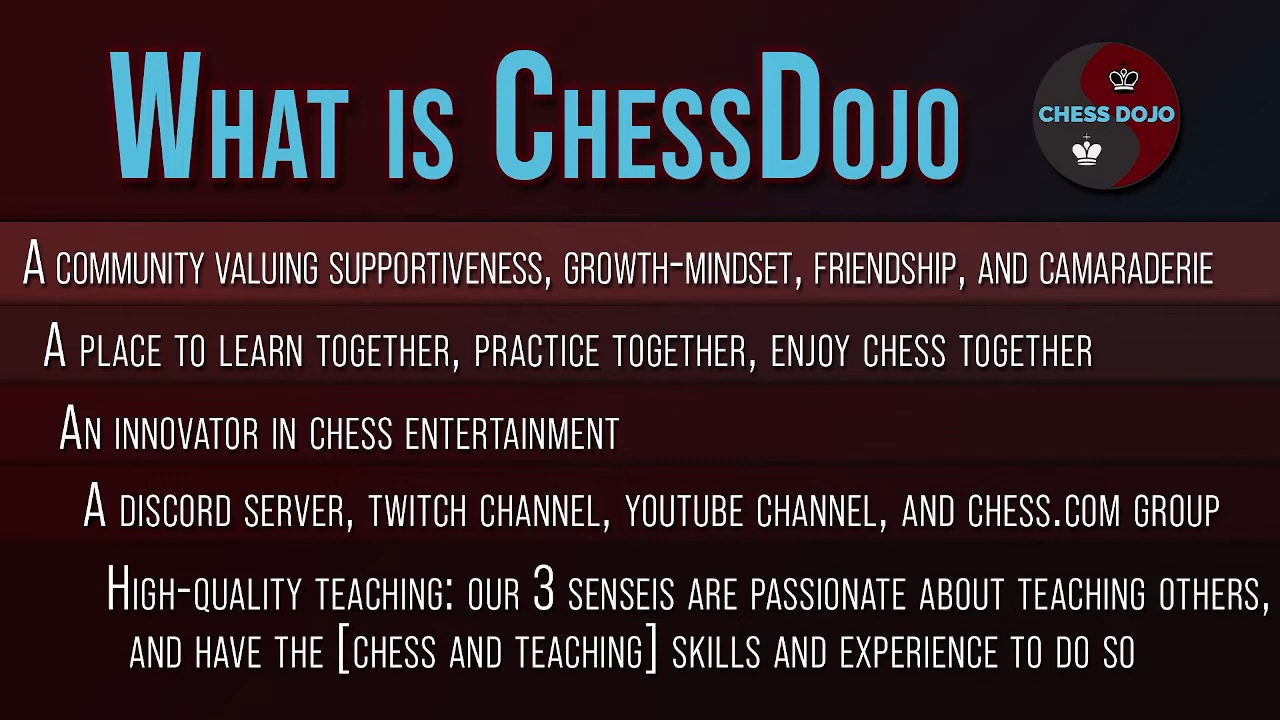 What is ChessDojo
CHESS DOJO
A community valuing supportiveness, growth-mindset, friendship, and camaraderie
A place to learn together, practice together, enjoy chess together
An innovator in chess entertainment
A discord server, twitch channel, youtube channel, and chess.com group
High-quality teaching: our 3 senseis are passionate about teaching others,
and have the [chess and teaching] skills and experience to do so